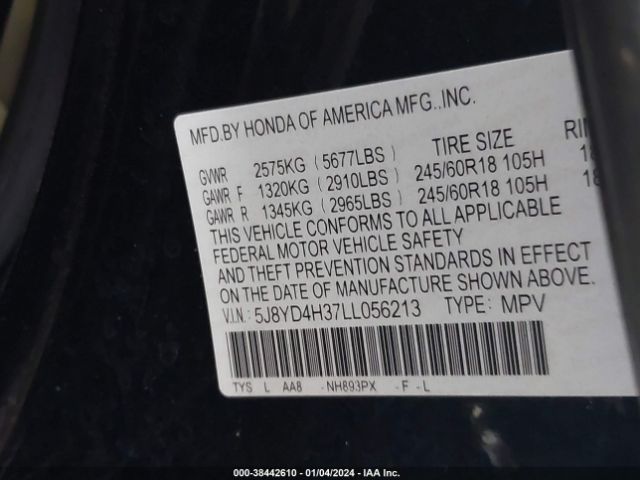 MFD.BY HONDA OF AMERICA MFG.,INC.
TIRE SIZE
GVWR 2575KG (5677LBS)
GAWR F 1320KG (2910LBS) 245/60R18 105H
GAWR R 1345KG (2965LBS) 245/60R18 105H
THIS VEHICLE CONFORMS TO ALL APPLICABLE
FEDERAL MOTOR VEHICLE SAFETY
AND THEFT PREVENTION STANDARDS IN EFFECT
ON THE DATE OF MANUFACTURE SHOWN ABOVE.
V.I.N.: 5J8YD4H37LL056213 TYPE: MPV
TYS L AA8 -NH893PX -F -L
000-38442610 - 01/04/2024 - IAA Inc.